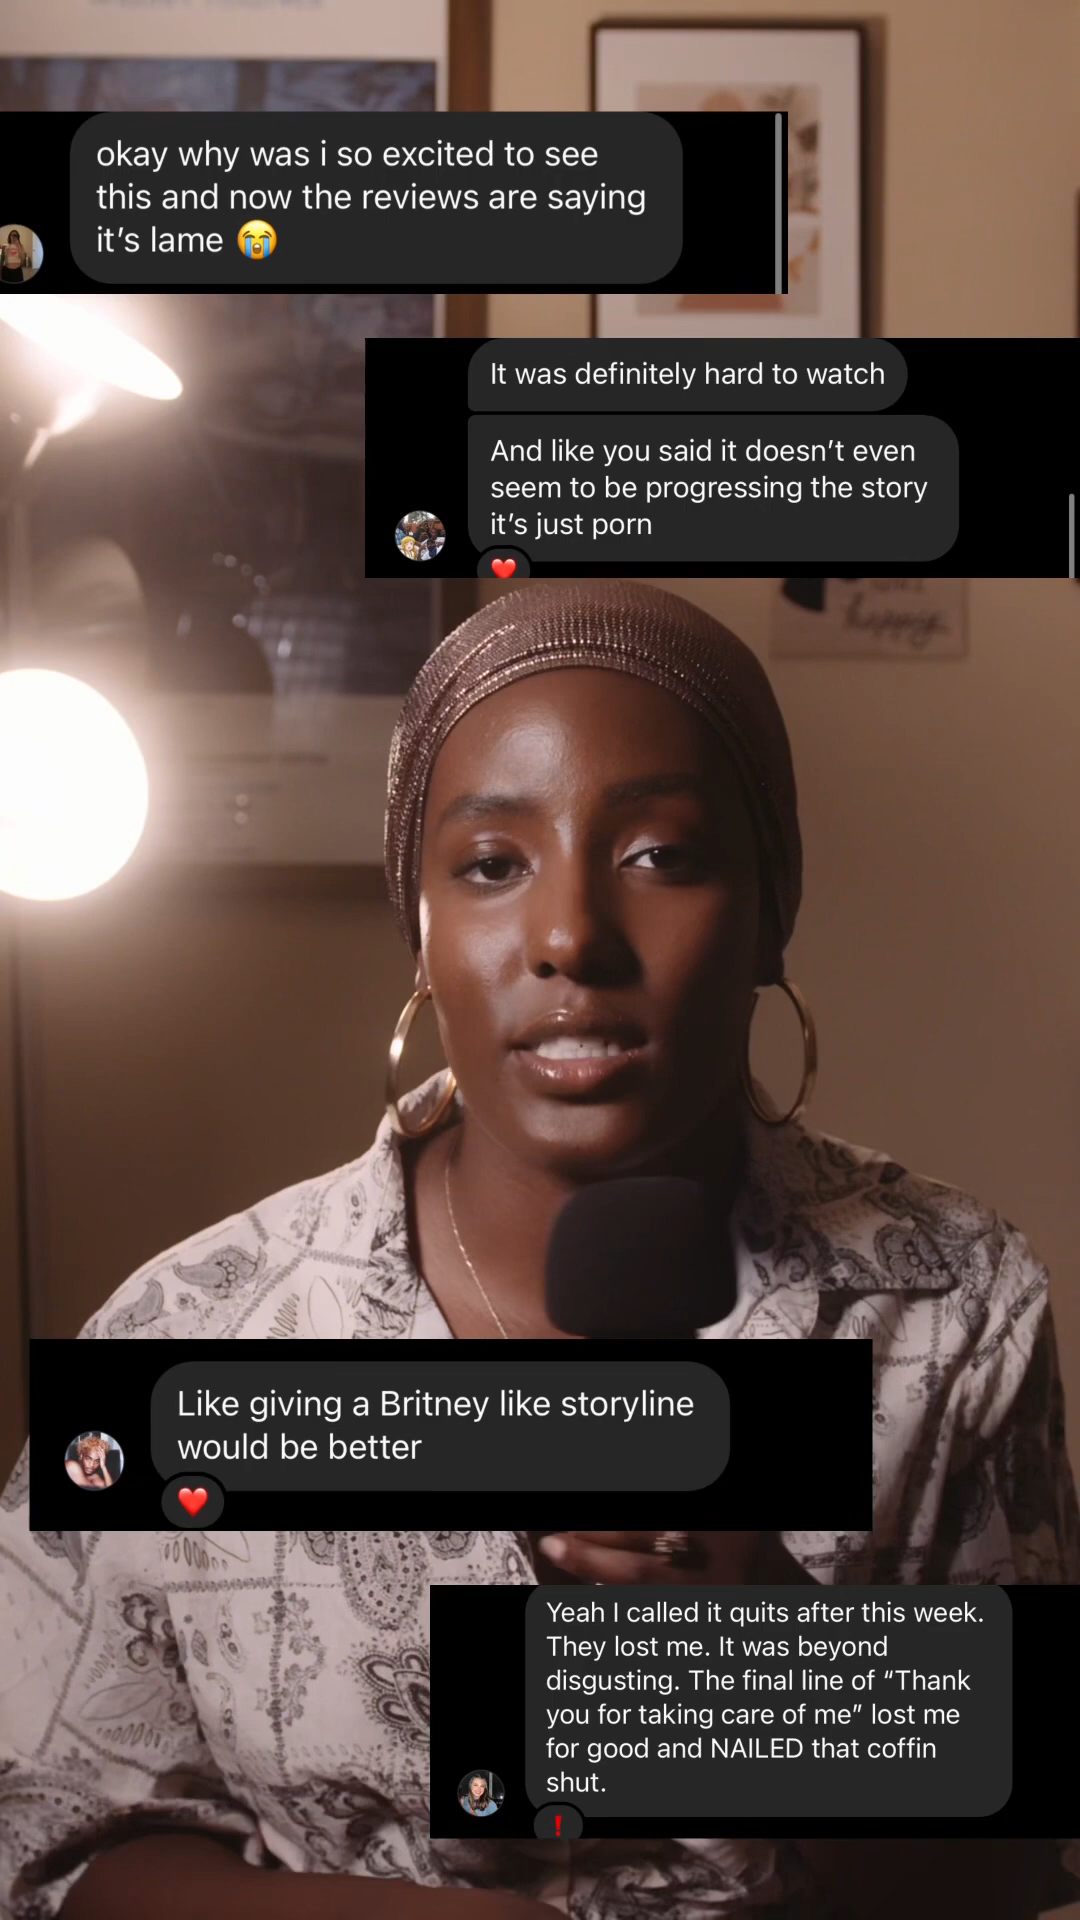 okay why was i so excited to see
this and now the reviews are saying
it’s lame 😭
It was definitely hard to watch
And like you said it doesn’t even
seem to be progressing the story
it’s just porn
happy
Like giving a Britney like storyline
would be better
Yeah I called it quits after this week.
They lost me. It was beyond
disgusting. The final line of “Thank
you for taking care of me” lost me
for good and NAILED that coffin
shut.